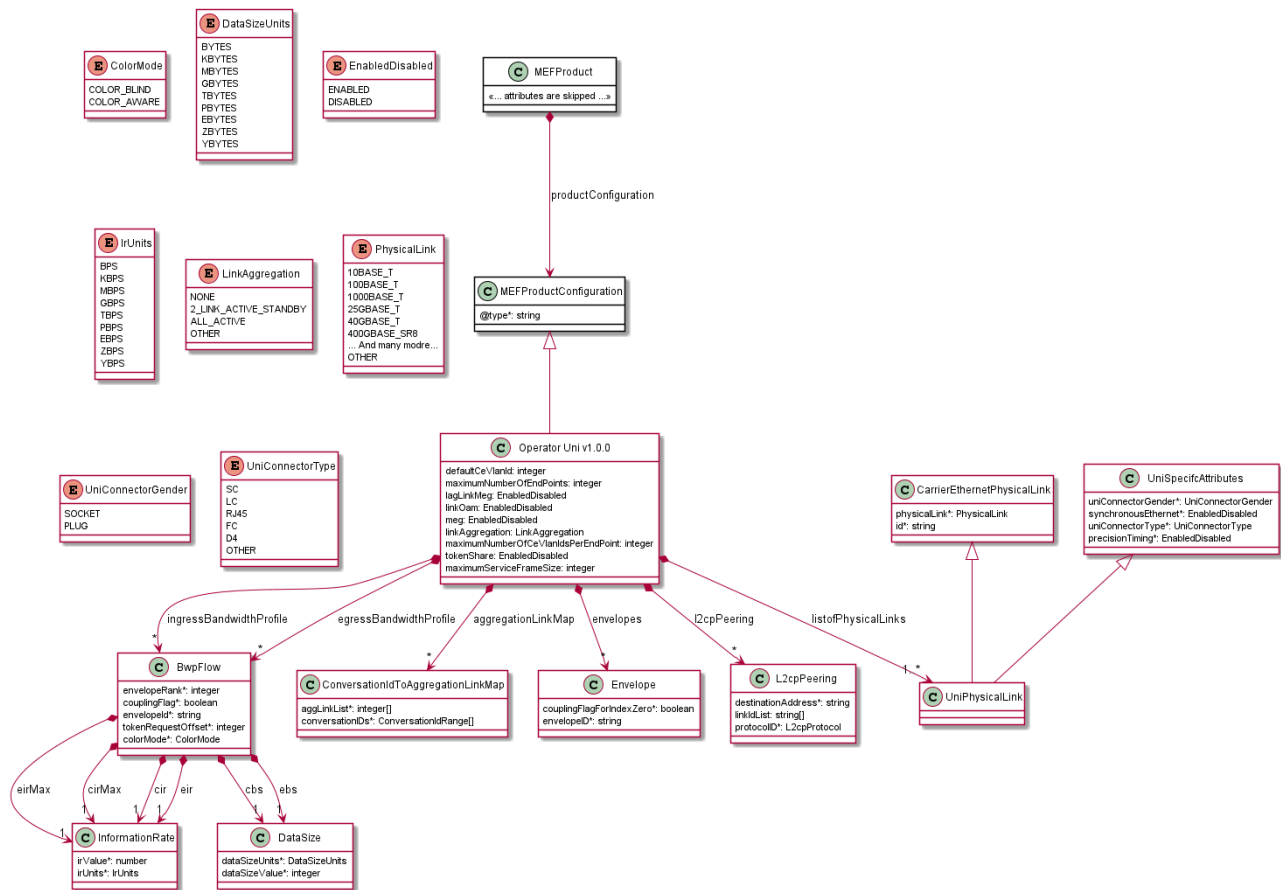 E ColorMode
COLOR_BLIND
COLOR_AWARE
E DataSizeUnits
BYTES
KBYTES
MBYTES
GBYTES
TBYTES
PBYTES
EBYTES
ZBYTES
YBYTES
E EnabledDisabled
ENABLED
DISABLED
C MEFProduct
«... attributes are skipped ...»
productConfiguration
E IrUnits
BPS
KBPS
MBPS
GBPS
TBPS
PBPS
EBPS
ZBPS
YBPS
E LinkAggregation
NONE
2_LINK_ACTIVE_STANDBY
ALL_ACTIVE
OTHER
E PhysicalLink
10BASE_T
100BASE_T
1000BASE_T
25GBASE_T
40GBASE_T
400GBASE_SR8
... And many modre...
OTHER
C MEFProductConfiguration
@type*: string
E UniConnectorGender
SOCKET
PLUG
E UniConnectorType
SC
LC
RJ45
FC
D4
OTHER
C Operator Uni v1.0.0
defaultCeVlanId: integer
maximumNumberOfEndPoints: integer
lagLinkMeg: EnabledDisabled
linkOam: EnabledDisabled
meg: EnabledDisabled
linkAggregation: LinkAggregation
maximumNumberOfCeVlanIdsPerEndPoint: integer
tokenShare: EnabledDisabled
maximumServiceFrameSize: integer
C CarrierEthernetPhysicalLink
physicalLink*: PhysicalLink
id*: string
C UniSpecifcAttributes
uniConnectorGender*: UniConnectorGender
synchronousEthernet*: EnabledDisabled
uniConnectorType*: UniConnectorType
precisionTiming*: EnabledDisabled
ingressBandwidthProfile
*
egressBandwidthProfile
*
aggregationLinkMap
*
envelopes
*
l2cpPeering
*
listofPhysicalLinks
1..*
C BwpFlow
envelopeRank*: integer
couplingFlag*: boolean
envelopeId*: string
tokenRequestOffset*: integer
colorMode*: ColorMode
C ConversationIdToAggregationLinkMap
aggLinkList*: integer[]
conversationIDs*: ConversationIdRange[]
C Envelope
couplingFlagForIndexZero*: boolean
envelopeID*: string
C L2cpPeering
destinationAddress*: string
linkIdList: string[]
protocolID*: L2cpProtocol
C UniPhysicalLink
eirMax
1
cirMax
1
cir
1
eir
1
cbs
1
ebs
1
C InformationRate
irValue*: number
irUnits*: IrUnits
C DataSize
dataSizeUnits*: DataSizeUnits
dataSizeValue*: integer